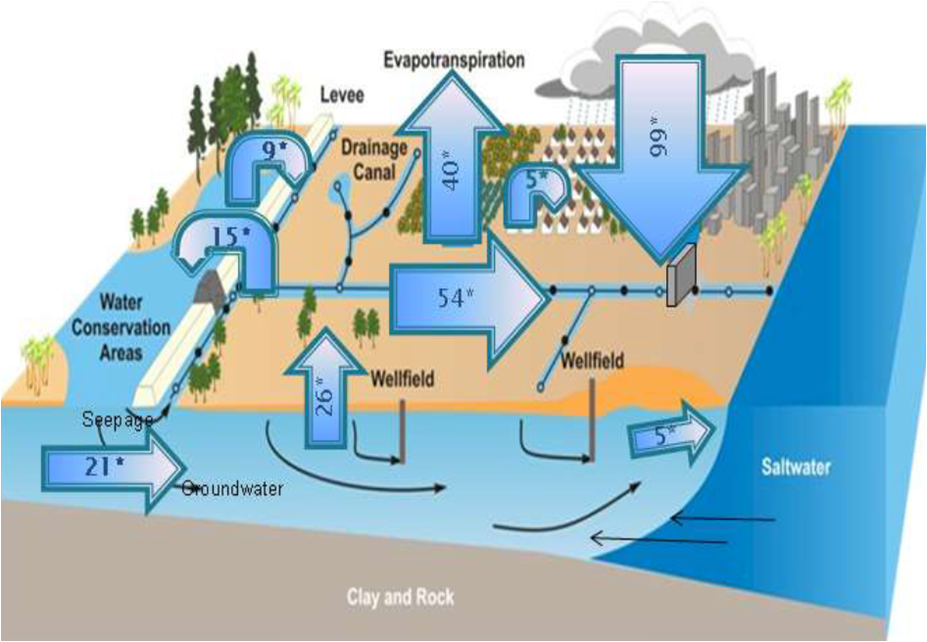 Evapotranspiration
Levee
99*
9*
Drainage
Canal
40*
5*
15*
54*
Water
Conservation
Areas
Wellfield
Wellfield
26*
Seepage
5*
21*
Saltwater
Groundwater
Clay and Rock